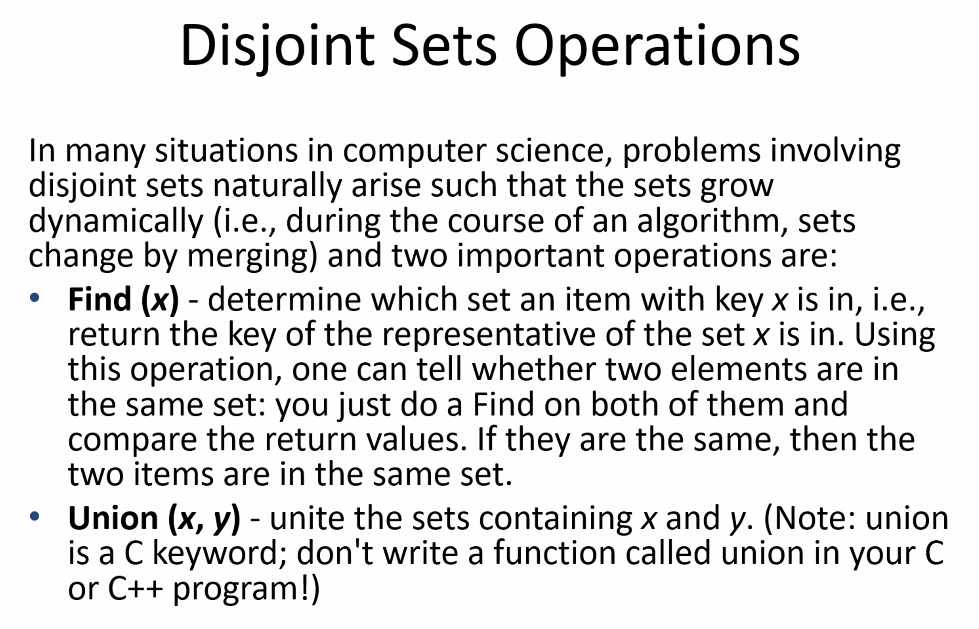 Disjoint Sets Operations
In many situations in computer science, problems involving
disjoint sets naturally arise such that the sets grow
dynamically (i.e., during the course of an algorithm, sets
change by merging) and two important operations are:
• Find (x) - determine which set an item with key x is in, i.e.,
return the key of the representative of the set x is in. Using
this operation, one can tell whether two elements are in
the same set: you just do a Find on both of them and
compare the return values. If they are the same, then the
two items are in the same set.
• Union (x, y) - unite the sets containing x and y. (Note: union
is a C keyword; don't write a function called union in your C
or C++ program!)